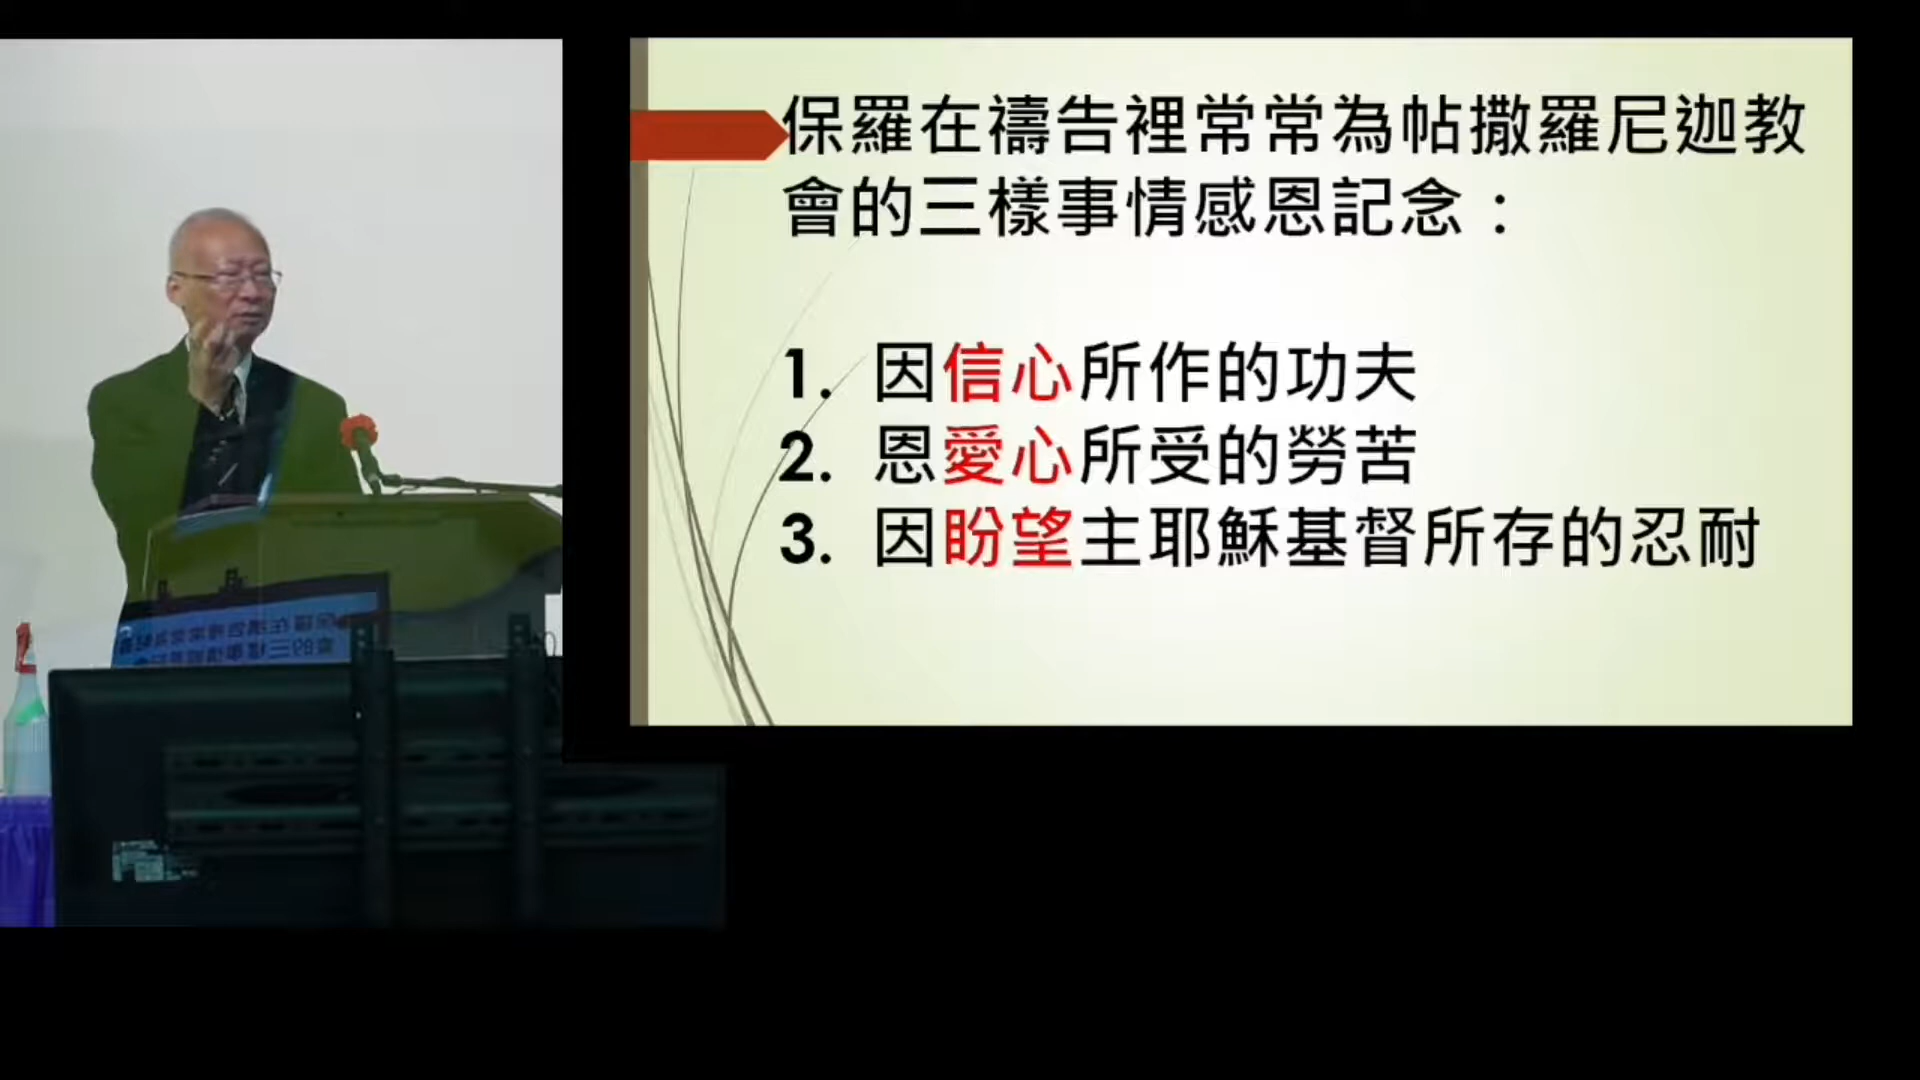 保羅在禱告裡常常為帖撒羅尼迦教
會的三樣事情感恩記念：
1. 因信心所作的功夫
2. 恩愛心所受的勞苦
3. 因盼望主耶穌基督所存的忍耐